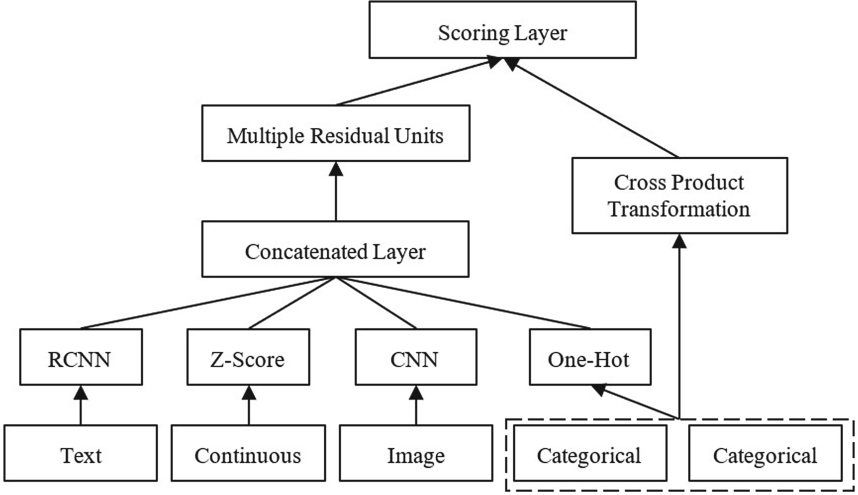 Scoring Layer
Multiple Residual Units
Cross Product
Transformation
Concatenated Layer
RCNN
Z-Score
CNN
One-Hot
Text
Continuous
Image
Categorical
Categorical